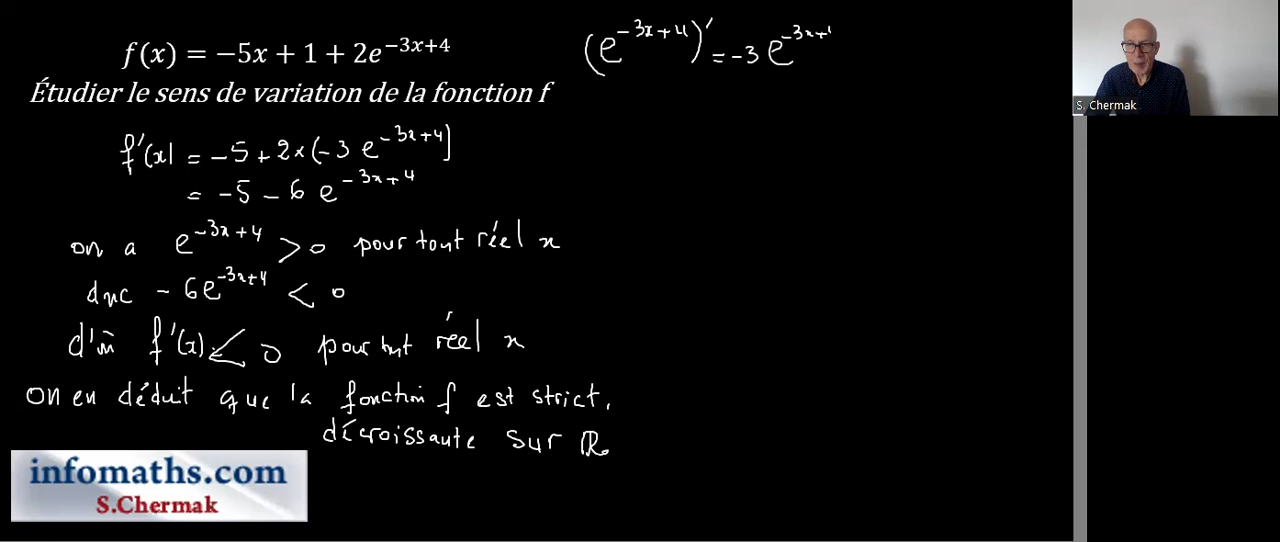 f(x) = −5x + 1 + 2e^{−3x+4}
Étudier le sens de variation de la fonction f
(e^{-3x+4})' = -3 e^{-3x+4}
f'(x) = -5 + 2×(-3 e^{-3x+4})
= -5 - 6 e^{-3x+4}
on a e^{-3x+4} > 0 pour tout réel x
donc - 6e^{-3x+4} < 0
d'où f'(x) < 0 pour tout réel x
on en déduit que la fonction f est strict.
décroissante sur ℝ
infomaths.com
S.Chermak
S. Chermak